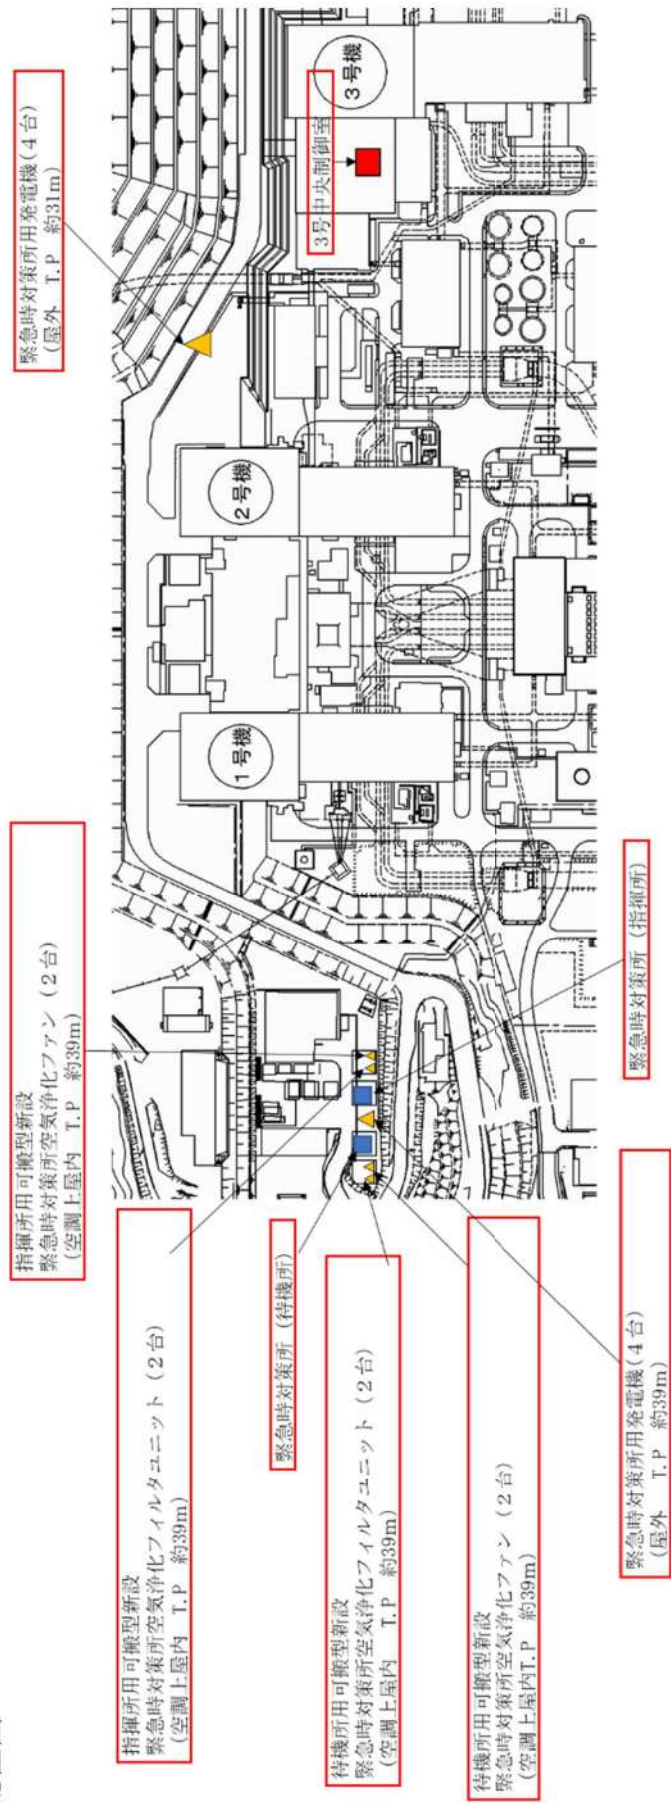 緊急時対策所用発電機(４台)
(屋外　T.P　約31m)
3号中央制御室
３号機
２号機
１号機
指揮所用可搬型新設
緊急時対策所空気浄化ファン（２台）
(空調上屋内　T.P　約39m)
指揮所用可搬型新設
緊急時対策所空気浄化フィルタユニット（２台）
(空調上屋内　T.P　約39m)
緊急時対策所（待機所）
待機所用可搬型新設
緊急時対策所空気浄化フィルタユニット（２台）
(空調上屋内　T.P　約39m)
待機所用可搬型新設
緊急時対策所空気浄化ファン（２台）
(空調上屋内T.P　約39m)
緊急時対策所用発電機(４台)
(屋外　T.P　約39m)
緊急時対策所（指揮所）